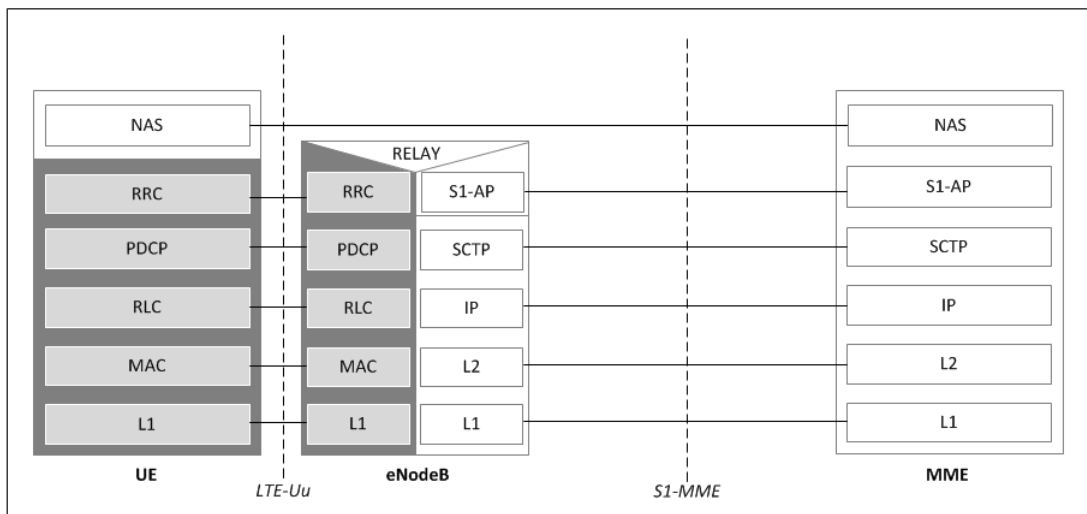 NAS NAS
RELAY
RRC RRC S1-AP S1-AP
PDCP PDCP SCTP SCTP
RLC RLC IP IP
MAC MAC L2 L2
L1 L1 L1 L1
UE eNodeB MME
LTE-Uu S1-MME